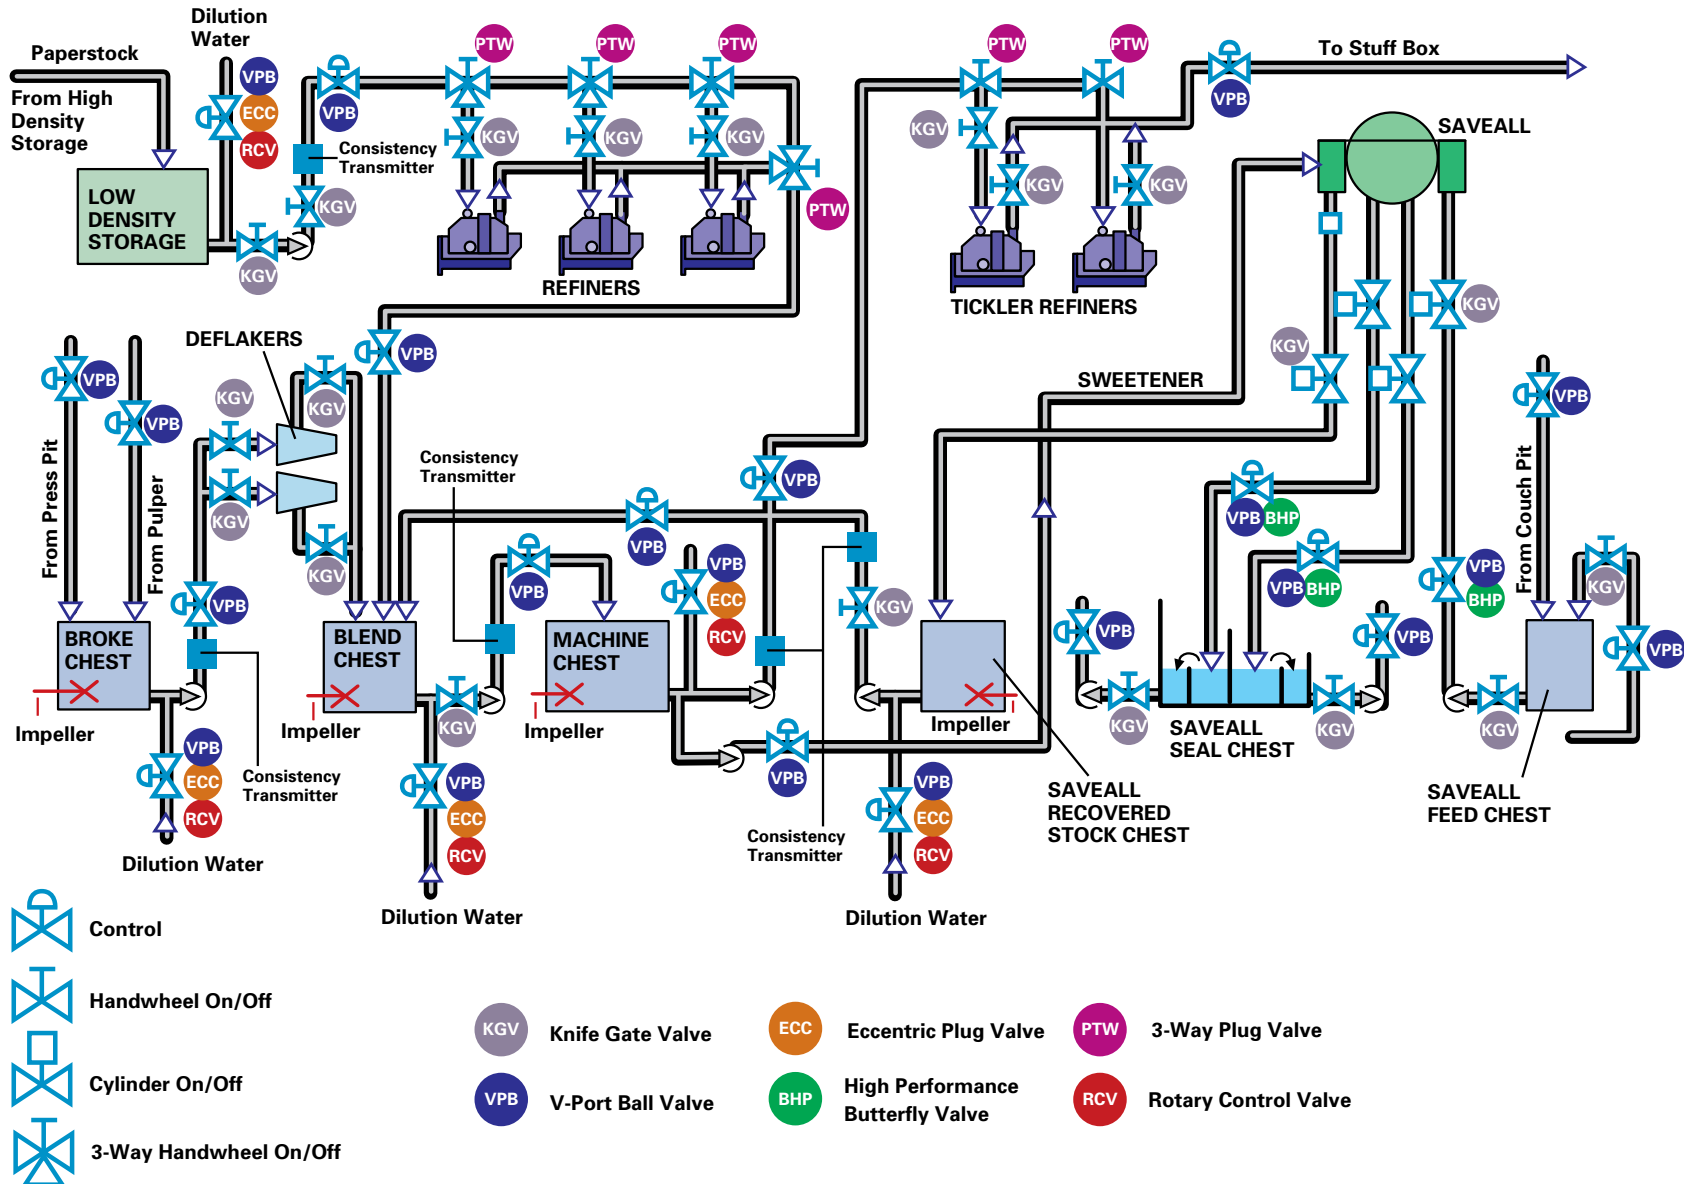 Dilution
Water
Paperstock
From High
Density
Storage
VPB
ECC
RCV
LOW
DENSITY
STORAGE
KGV
KGV
Consistency
Transmitter
VPB
PTW
PTW
PTW
KGV
KGV
KGV
PTW
REFINERS
PTW
PTW
KGV
KGV
KGV
TICKLER REFINERS
VPB
To Stuff Box
SAVEALL
KGV
KGV
SWEETENER
DEFLAKERS
VPB
VPB
From Press Pit
From Pulper
KGV
KGV
KGV
KGV
VPB
VPB
Consistency
Transmitter
VPB
VPB
VPB
VPB
ECC
RCV
KGV
VPB
BHP
VPB
BHP
VPB
BHP
VPB
From Couch Pit
KGV
VPB
VPB
VPB
BROKE
CHEST
Impeller
BLEND
CHEST
Impeller
KGV
MACHINE
CHEST
Impeller
Impeller
KGV
SAVEALL
SEAL CHEST
KGV
KGV
VPB
ECC
RCV
Dilution Water
Consistency
Transmitter
VPB
ECC
RCV
Dilution Water
VPB
Consistency
Transmitter
VPB
ECC
RCV
Dilution Water
SAVEALL
RECOVERED
STOCK CHEST
SAVEALL
FEED CHEST
Control
Handwheel On/Off
Cylinder On/Off
3-Way Handwheel On/Off
KGV Knife Gate Valve
VPB V-Port Ball Valve
ECC Eccentric Plug Valve
BHP High Performance
Butterfly Valve
PTW 3-Way Plug Valve
RCV Rotary Control Valve